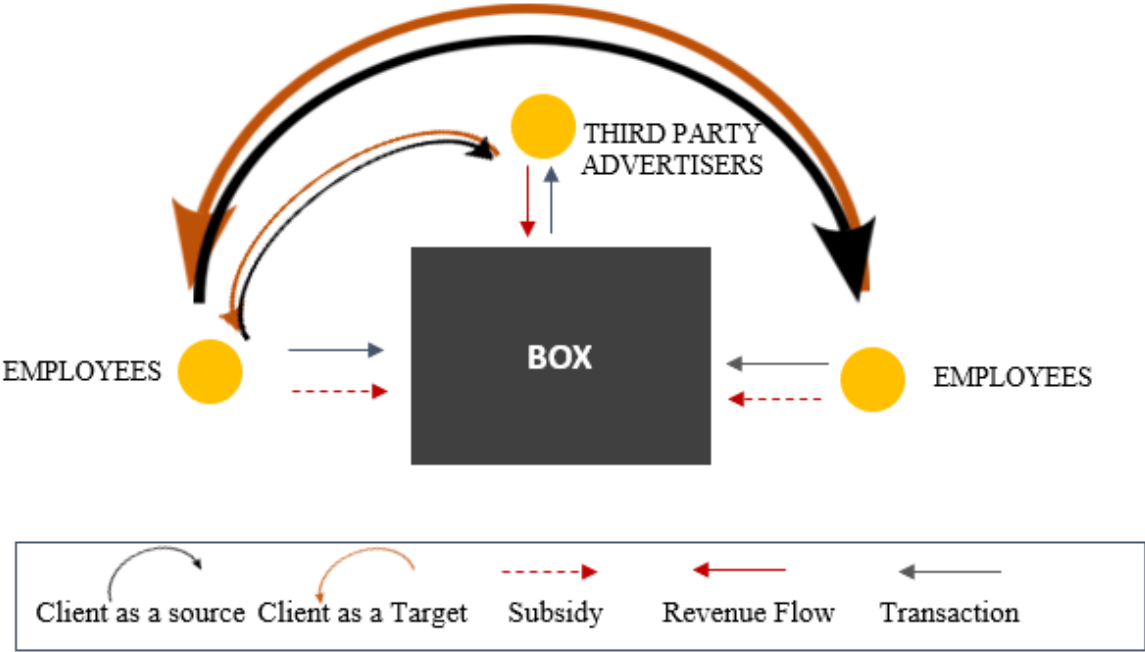 THIRD PARTY
ADVERTISERS
BOX
EMPLOYEES
EMPLOYEES
Client as a source Client as a Target Subsidy Revenue Flow Transaction